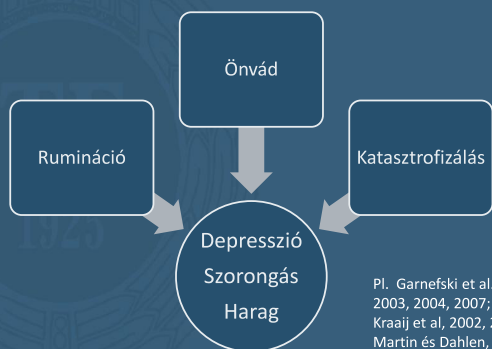 Önvád
Rumináció
Katasztrofizálás
Depresszió
Szorongás
Harag
Pl. Garnefski et al.
2003, 2004, 2007;
Kraaij et al, 2002,
Martin és Dahlen,
1925